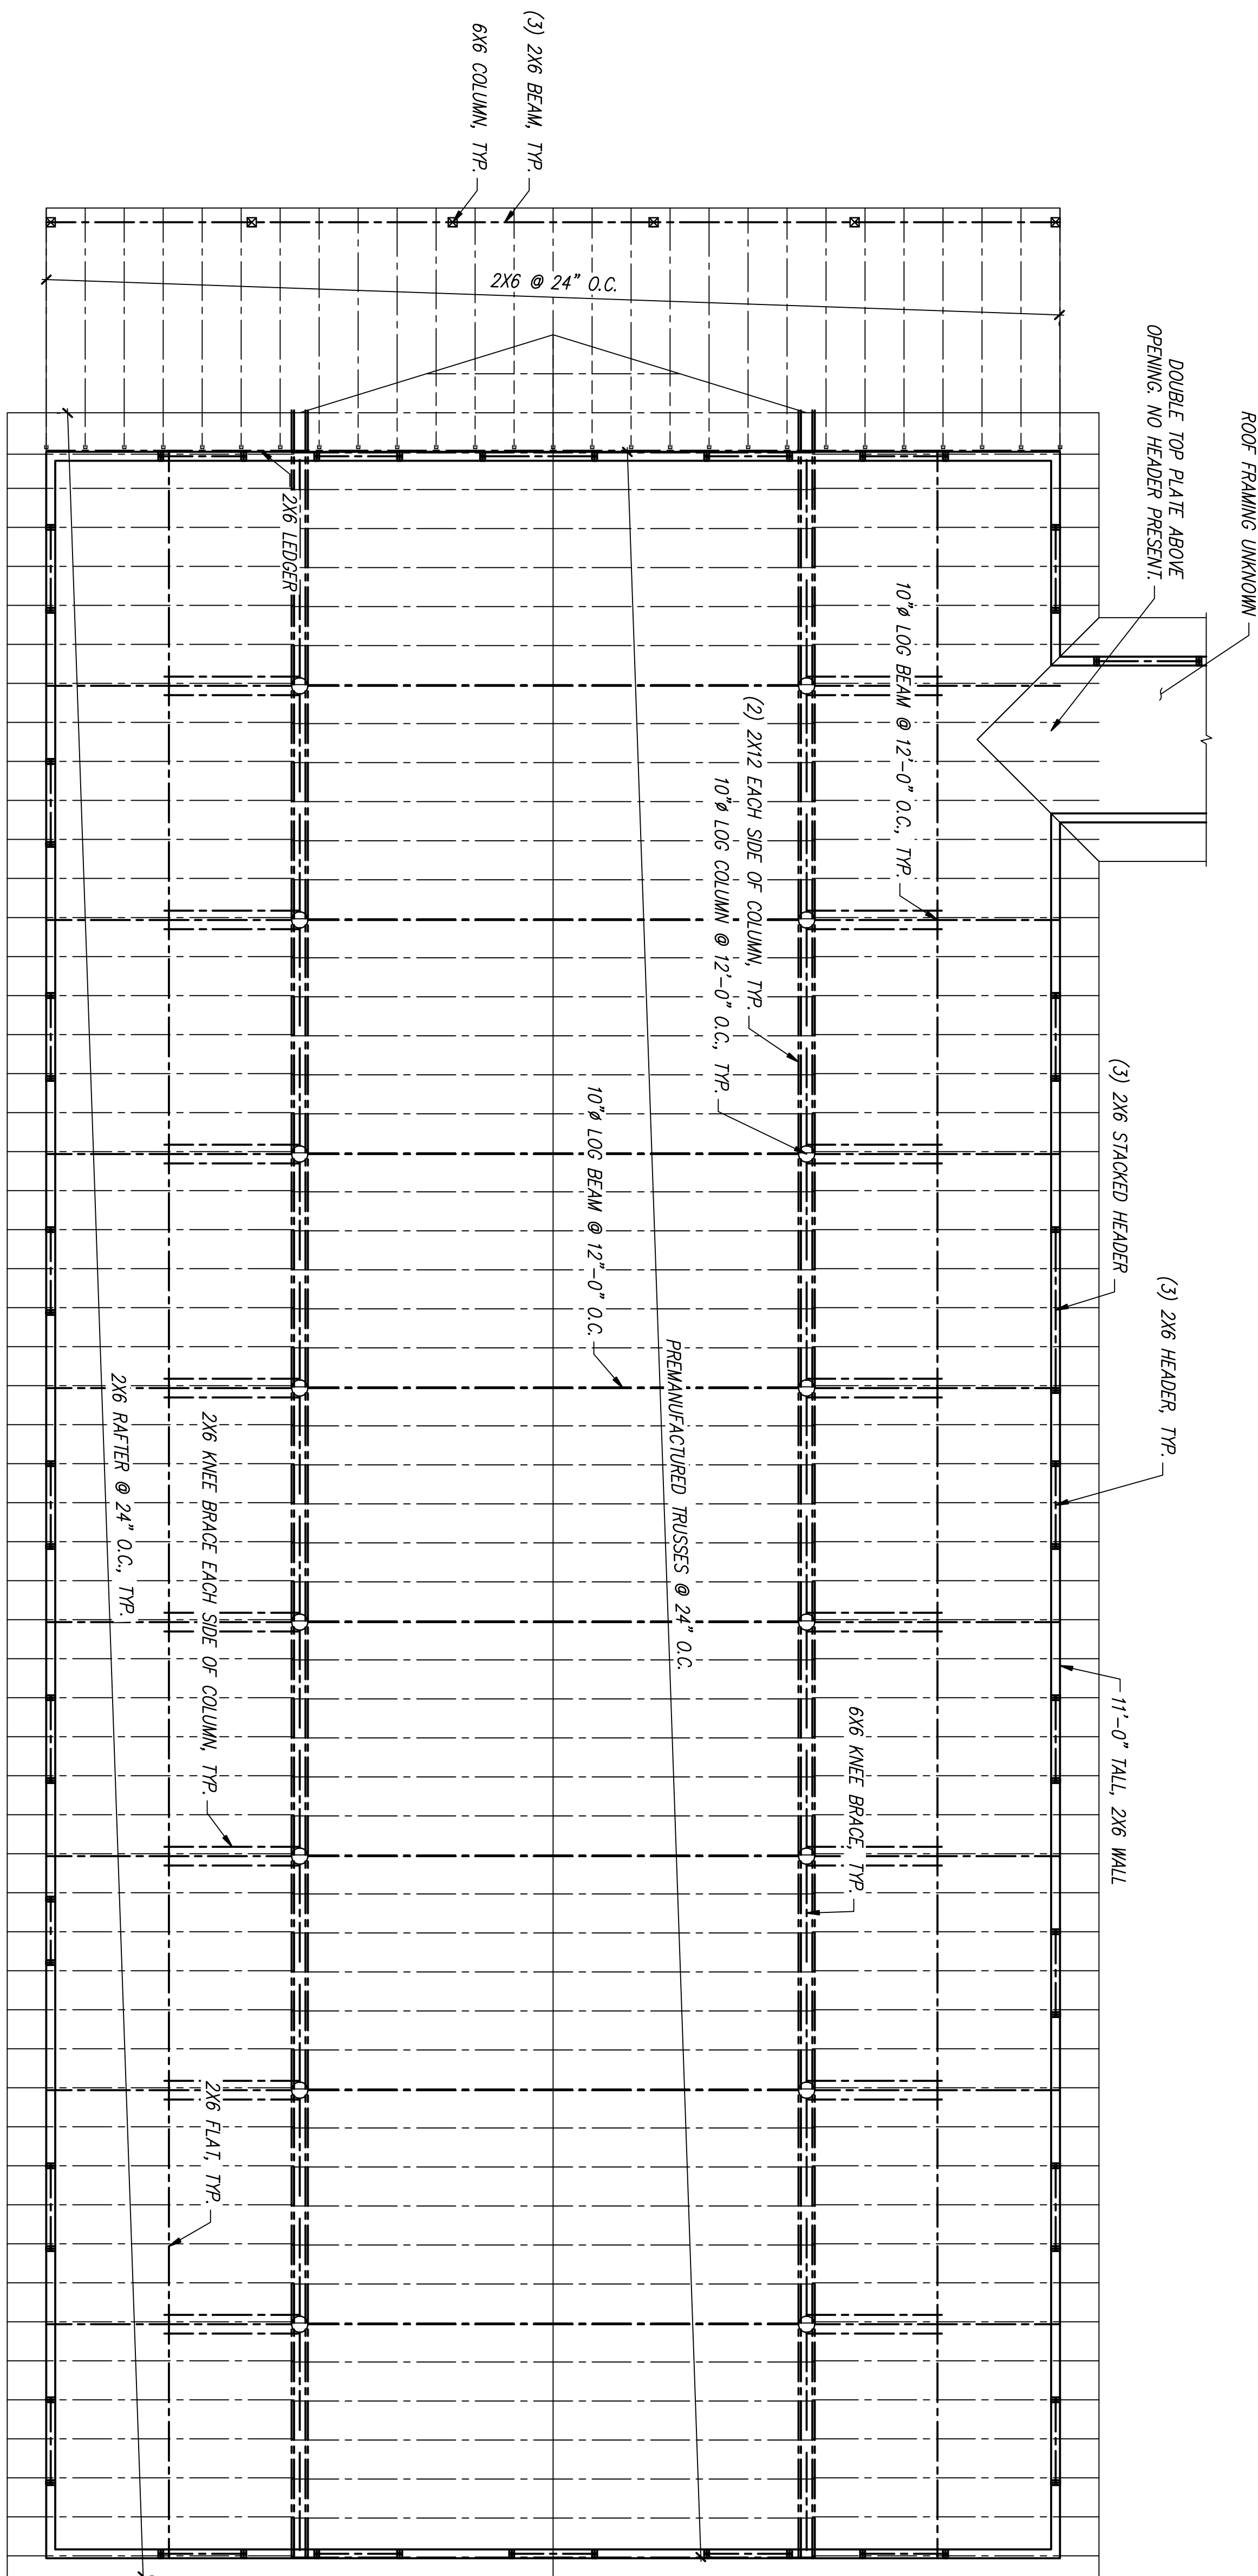 ROOF FRAMING UNKNOWN
DOUBLE TOP PLATE ABOVE
OPENING. NO HEADER PRESENT.
(3) 2X6 BEAM, TYP.
6X6 COLUMN, TYP.
2X6 @ 24" O.C.
2X6 LEDGER
10"ø LOG BEAM @ 12'-0" O.C., TYP.
(2) 2X12 EACH SIDE OF COLUMN, TYP.
10"ø LOG COLUMN @ 12'-0" O.C., TYP.
10"ø LOG BEAM @ 12"-0" O.C.
(3) 2X6 STACKED HEADER
(3) 2X6 HEADER, TYP.
11'-0" TALL, 2X6 WALL
PREMANUFACTURED TRUSSES @ 24" O.C.
6X6 KNEE BRACE, TYP.
2X6 RAFTER @ 24" O.C., TYP.
2X6 KNEE BRACE EACH SIDE OF COLUMN, TYP.
2X6 FLAT, TYP.